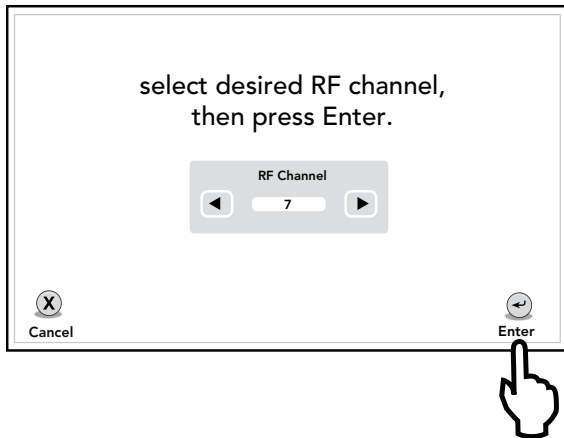 select desired RF channel,
then press Enter.
RF Channel
7
X
Cancel
Enter